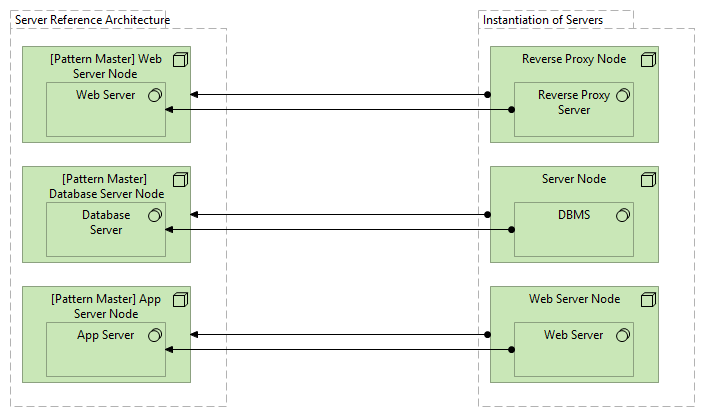 Server Reference Architecture
Instantiation of Servers
[Pattern Master] Web
Server Node
Web Server
Reverse Proxy Node
Reverse Proxy
Server
[Pattern Master]
Database Server Node
Database
Server
Server Node
DBMS
[Pattern Master] App
Server Node
App Server
Web Server Node
Web Server